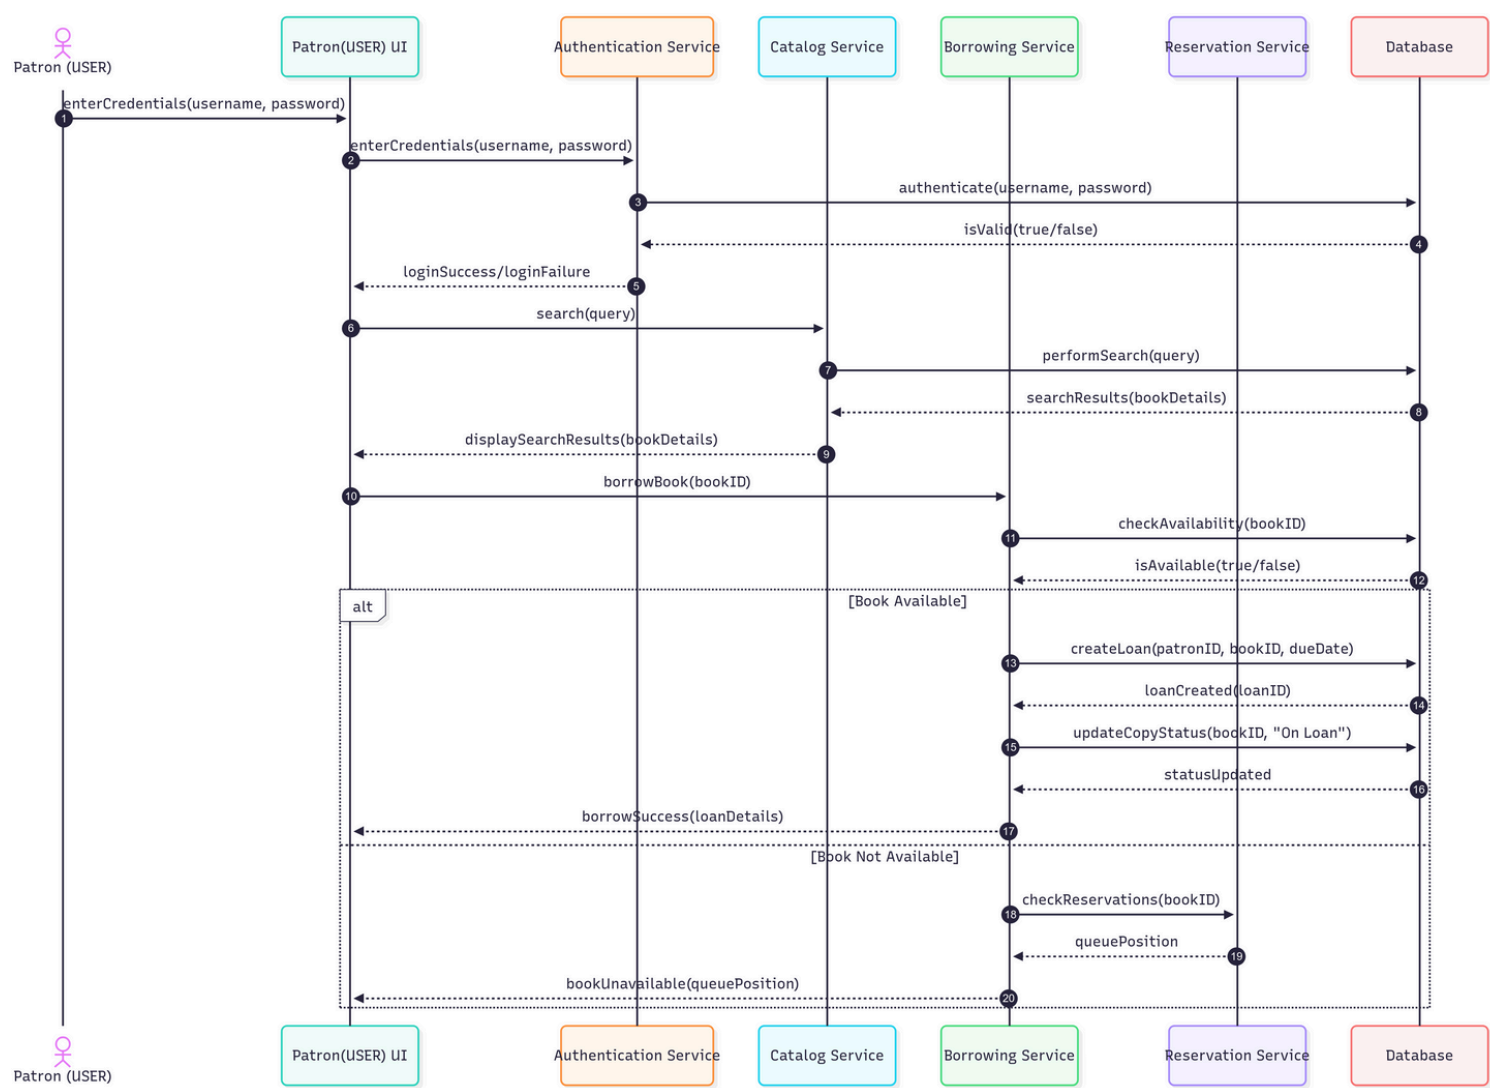 Patron (USER)
Patron(USER) UI
Authentication Service
Catalog Service
Borrowing Service
Reservation Service
Database
enterCredentials(username, password)
1
enterCredentials(username, password)
2
authenticate(username, password)
3
isValid(true/false)
4
loginSuccess/loginFailure
5
search(query)
6
performSearch(query)
7
searchResults(bookDetails)
8
displaySearchResults(bookDetails)
9
borrowBook(bookID)
10
checkAvailability(bookID)
11
isAvailable(true/false)
12
alt
[Book Available]
createLoan(patronID, bookID, dueDate)
13
loanCreated(loanID)
14
updateCopyStatus(bookID, "On Loan")
15
statusUpdated
16
borrowSuccess(loanDetails)
17
[Book Not Available]
checkReservations(bookID)
18
queuePosition
19
bookUnavailable(queuePosition)
20
Patron (USER)
Patron(USER) UI
Authentication Service
Catalog Service
Borrowing Service
Reservation Service
Database